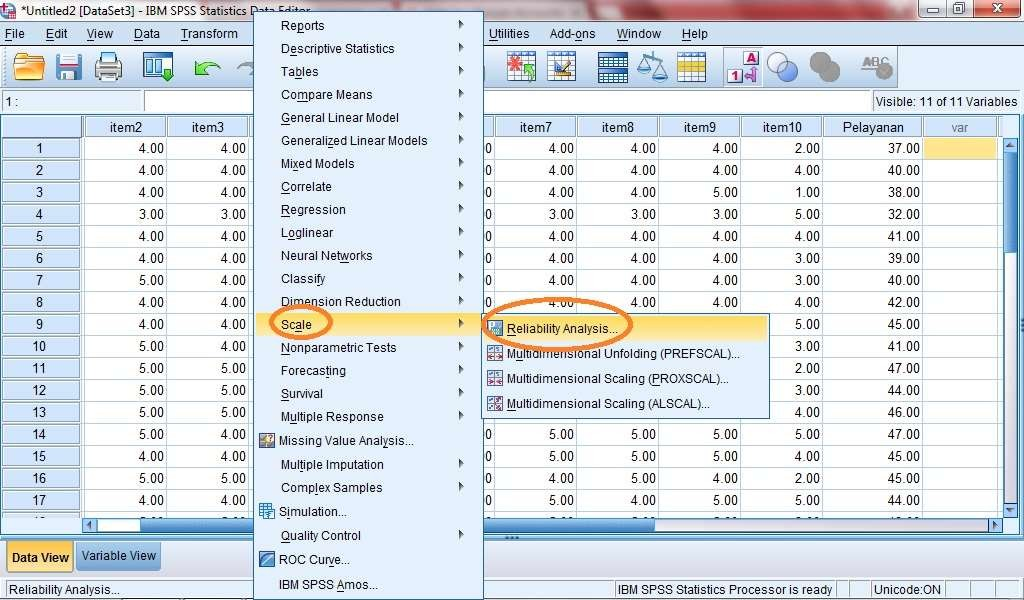 *Untitled2 [DataSet3] - IBM SPSS Statistics Data Editor
File Edit View Data Transform Utilities Add-ons Window Help
1 A
ABC
1 : Visible: 11 of 11 Variables
item2 item3 item7 item8 item9 item10 Pelayanan var
1 4.00 4.00 4.00 4.00 4.00 2.00 37.00
2 4.00 4.00 4.00 4.00 4.00 4.00 40.00
3 4.00 4.00 4.00 4.00 5.00 1.00 38.00
4 3.00 3.00 3.00 3.00 3.00 5.00 32.00
5 4.00 4.00 4.00 4.00 4.00 4.00 41.00
6 4.00 4.00 4.00 4.00 4.00 3.00 39.00
7 5.00 4.00 4.00 4.00 4.00 3.00 40.00
8 4.00 4.00 4.00 4.00 4.00 4.00 42.00
9 4.00 4.00 5.00 45.00
10 5.00 5.00 3.00 41.00
11 5.00 5.00 2.00 47.00
12 5.00 5.00 3.00 44.00
13 5.00 5.00 4.00 46.00
14 5.00 4.00 5.00 5.00 5.00 5.00 47.00
15 4.00 4.00 5.00 5.00 4.00 4.00 45.00
16 5.00 5.00 5.00 4.00 4.00 2.00 45.00
17 4.00 4.00 5.00 4.00 5.00 5.00 44.00
Reports
Descriptive Statistics
Tables
Compare Means
General Linear Model
Generalized Linear Models
Mixed Models
Correlate
Regression
Loglinear
Neural Networks
Classify
Dimension Reduction
Scale
Nonparametric Tests
Forecasting
Survival
Multiple Response
Missing Value Analysis...
Multiple Imputation
Complex Samples
Simulation...
Quality Control
ROC Curve...
IBM SPSS Amos...
Reliability Analysis...
Multidimensional Unfolding (PREFSCAL)...
Multidimensional Scaling (PROXSCAL)...
Multidimensional Scaling (ALSCAL)...
Data View Variable View
Reliability Analysis... IBM SPSS Statistics Processor is ready Unicode:ON